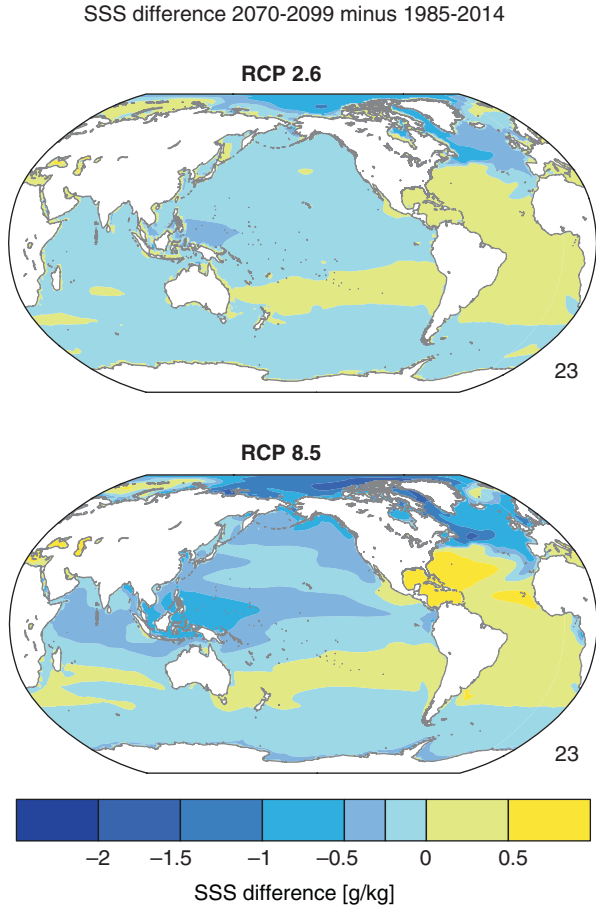 SSS difference 2070-2099 minus 1985-2014
RCP 2.6
23
RCP 8.5
23
−2 −1.5 −1 −0.5 0 0.5
SSS difference [g/kg]